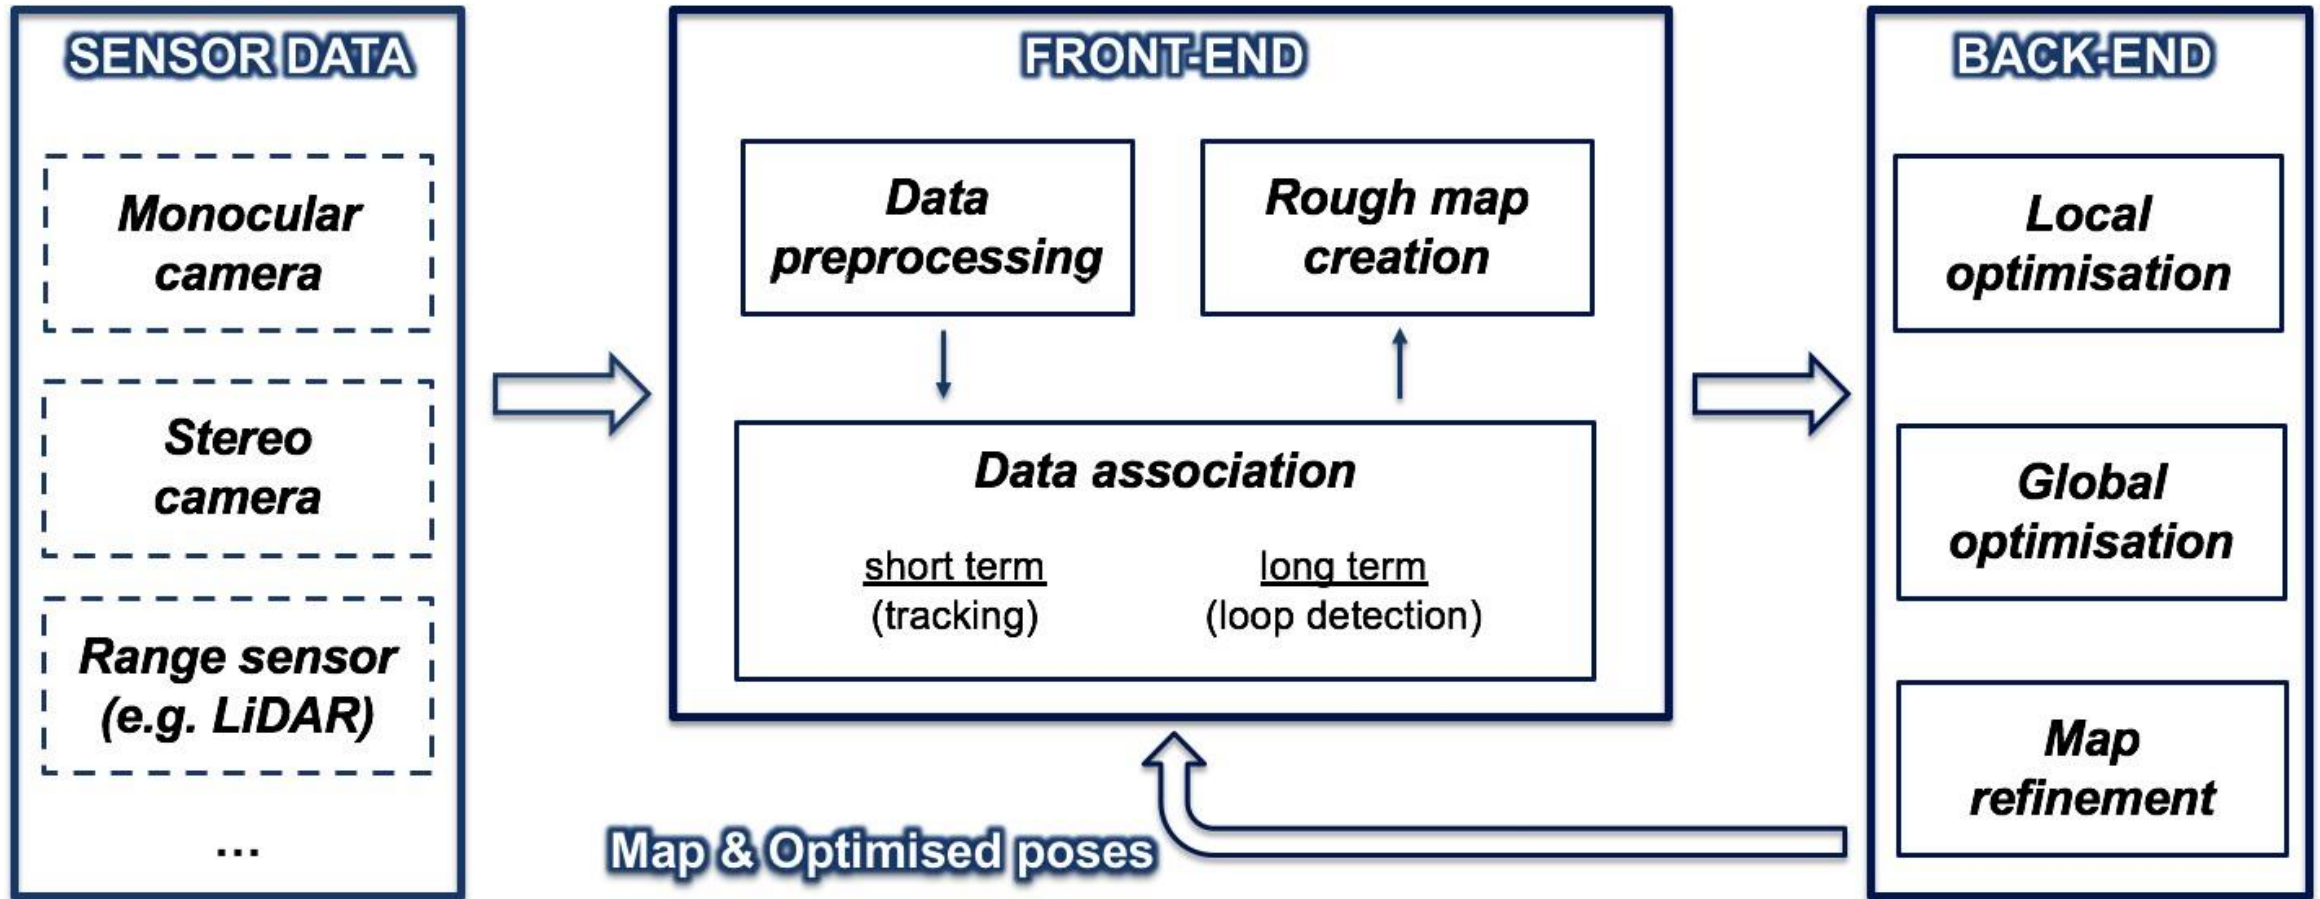 SENSOR DATA
Monocular
camera
Stereo
camera
Range sensor
(e.g. LiDAR)
...
FRONT-END
Data
preprocessing
Rough map
creation
Data association
short term
(tracking)
long term
(loop detection)
Map & Optimised poses
BACK-END
Local
optimisation
Global
optimisation
Map
refinement